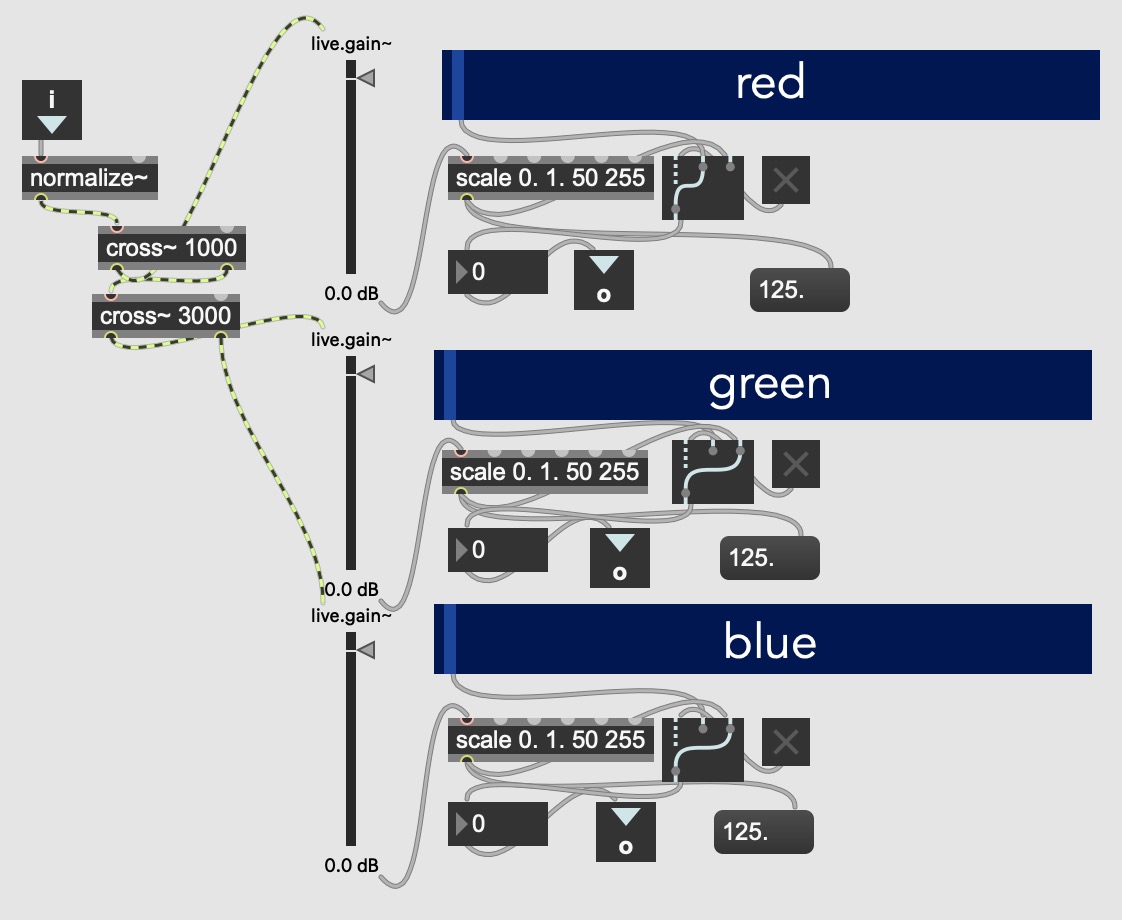 live.gain~
red
i
normalize~
scale 0. 1. 50 255
cross~ 1000
0
o
125.
0.0 dB
cross~ 3000
live.gain~
green
scale 0. 1. 50 255
0
o
125.
0.0 dB
live.gain~
blue
scale 0. 1. 50 255
0
o
125.
0.0 dB